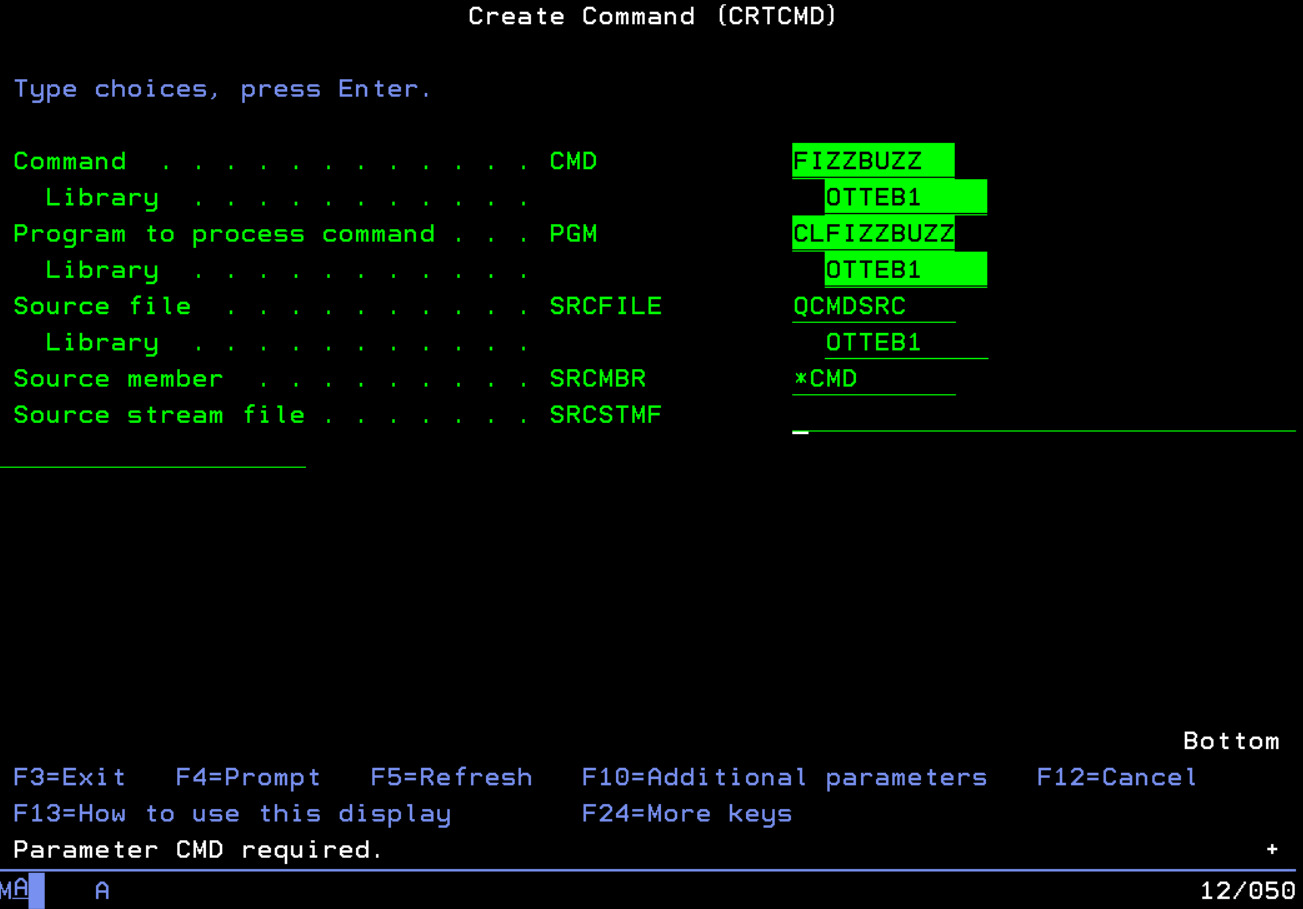 Create Command (CRTCMD)
Type choices, press Enter.
Command . . . . . . . . . . . . CMD FIZZBUZZ
Library . . . . . . . . . . . OTTEB1
Program to process command . . . PGM CLFIZZBUZZ
Library . . . . . . . . . . . OTTEB1
Source file . . . . . . . . . . SRCFILE QCMDSRC
Library . . . . . . . . . . . OTTEB1
Source member . . . . . . . . . SRCMBR *CMD
Source stream file . . . . . . . SRCSTMF
Bottom
F3=Exit F4=Prompt F5=Refresh F10=Additional parameters F12=Cancel
F13=How to use this display F24=More keys
Parameter CMD required. +
MA A 12/050